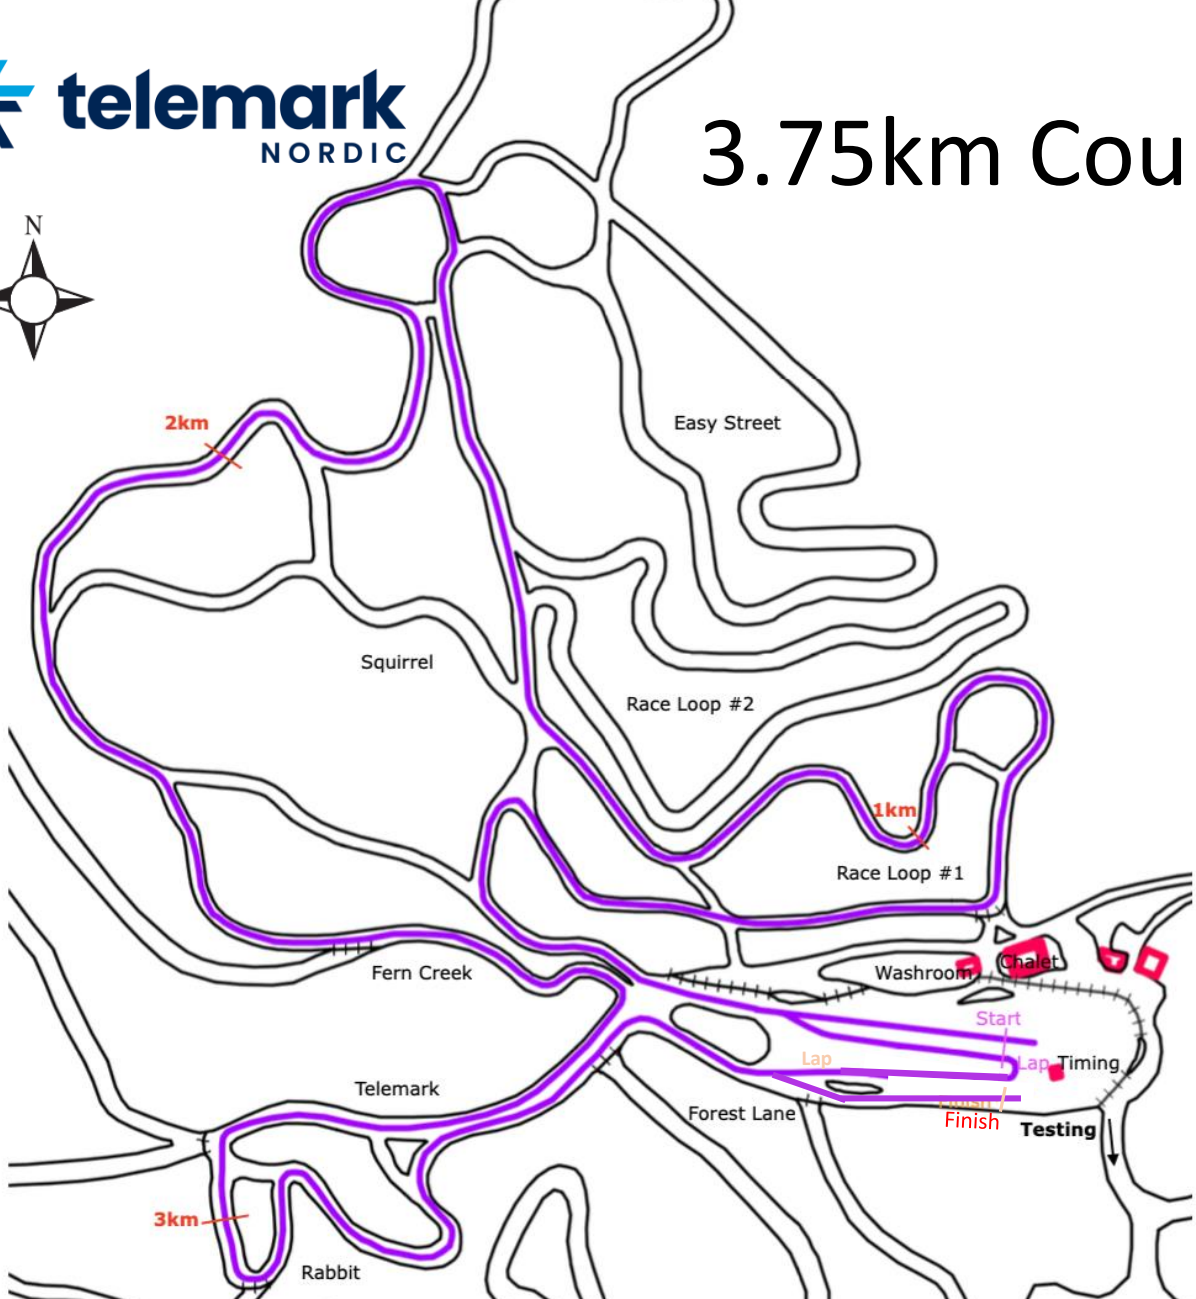 telemark
NORDIC
3.75km Cou
N
2km
Easy Street
Squirrel
Race Loop #2
1km
Race Loop #1
Fern Creek
Washroom
Chalet
Start
Lap
Lap
Timing
Telemark
Forest Lane
Finish
Finish
Testing
3km
Rabbit